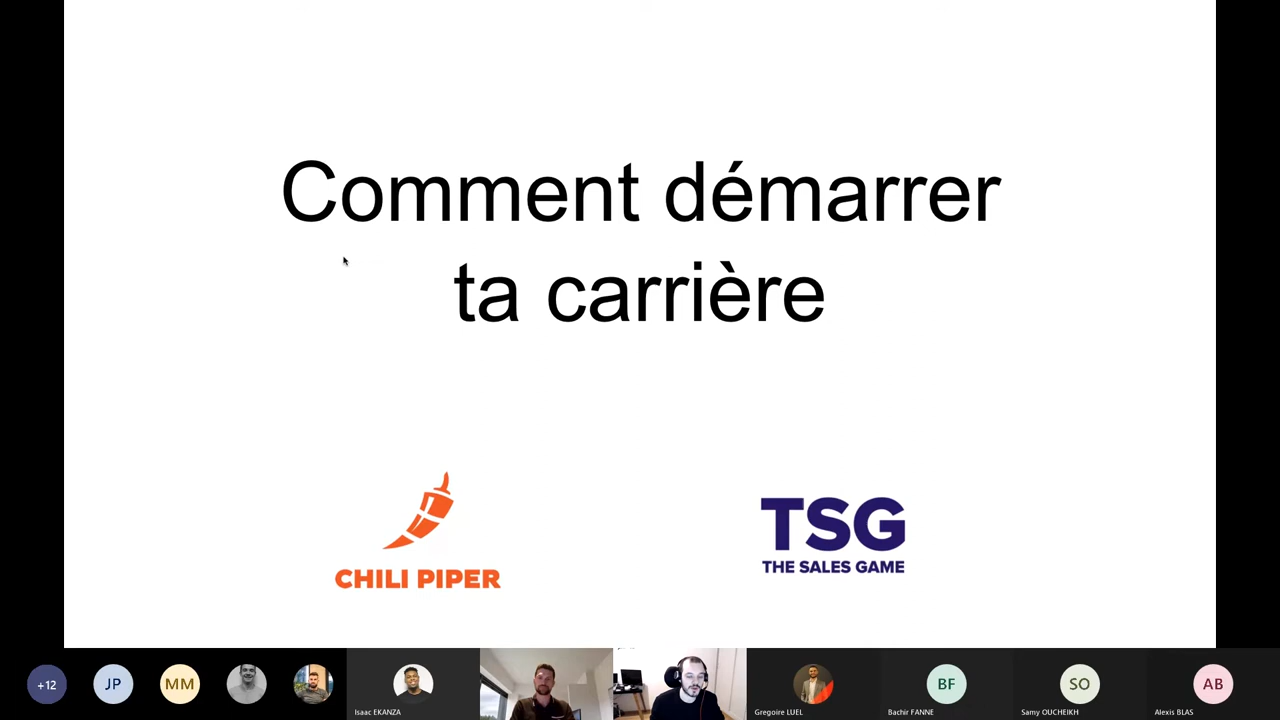 Comment démarrer
ta carrière
CHILI PIPER
TSG
THE SALES GAME
+12
JP
MM
Isaac EKANZA
Gregoire LUEL
BF
Bachir FANNE
SO
Samy OUCHEIKH
AB
Alexis BLAS